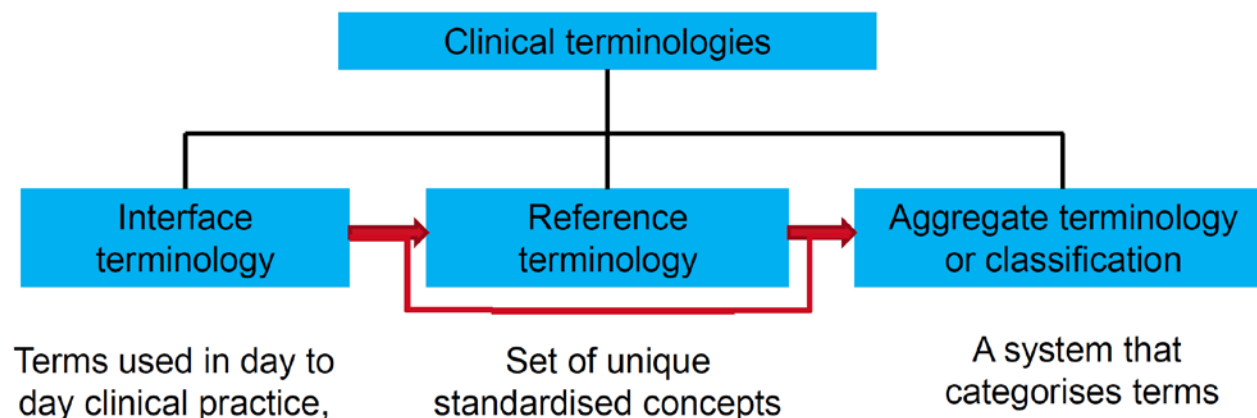 Clinical terminologies
Interface
terminology
Reference
terminology
Aggregate terminology
or classification
Terms used in day to
day clinical practice,
Set of unique
standardised concepts
A system that
categorises terms